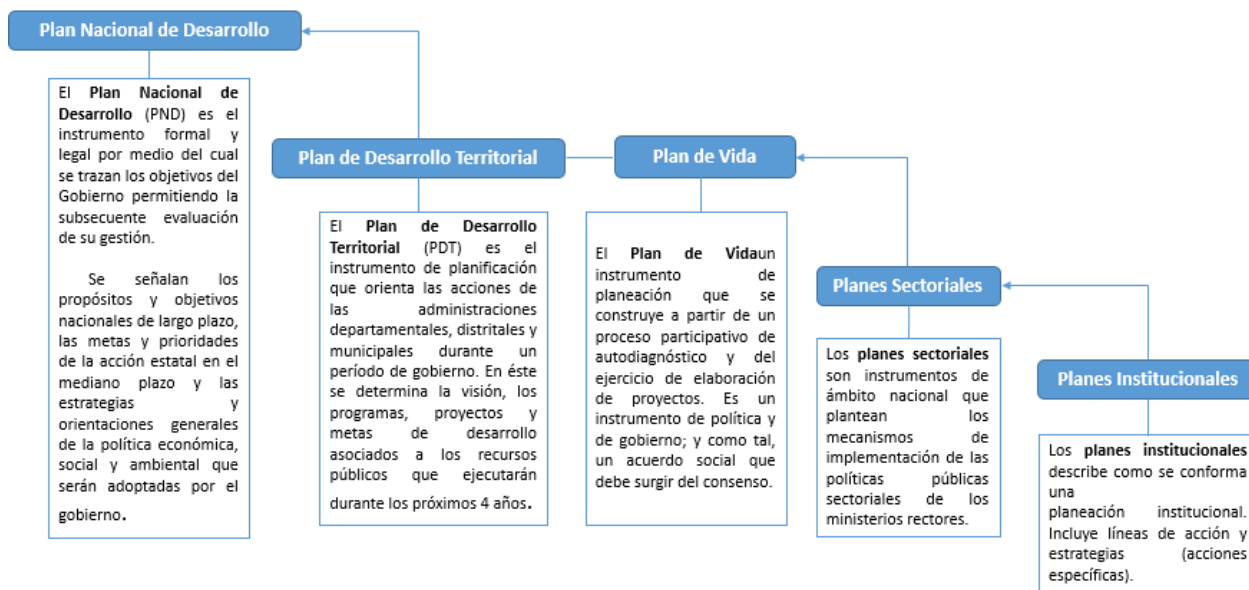 Plan Nacional de Desarrollo
El Plan Nacional de
Desarrollo (PND) es el
instrumento formal y
legal por medio del cual
se trazan los objetivos del
Gobierno permitiendo la
subsecuente evaluación
de su gestión.
Se señalan los
propósitos y objetivos
nacionales de largo plazo,
las metas y prioridades
de la acción estatal en el
mediano plazo y las
estrategias y
orientaciones generales
de la política económica,
social y ambiental que
serán adoptadas por el
gobierno.
Plan de Desarrollo Territorial
El Plan de Desarrollo
Territorial (PDT) es el
instrumento de planificación
que orienta las acciones de
las administraciones
departamentales, distritales y
municipales durante un
período de gobierno. En éste
se determina la visión, los
programas, proyectos y
metas de desarrollo
asociados a los recursos
públicos que ejecutarán
durante los próximos 4 años.
Plan de Vida
El Plan de Vidaun
instrumento de
planeación que se
construye a partir de un
proceso participativo de
autodiagnóstico y del
ejercicio de elaboración
de proyectos. Es un
instrumento de política y
de gobierno; y como tal,
un acuerdo social que
debe surgir del consenso.
Planes Sectoriales
Los planes sectoriales
son instrumentos de
ámbito nacional que
plantean los
mecanismos de
implementación de las
políticas públicas
sectoriales de los
ministerios rectores.
Planes Institucionales
Los planes institucionales
describe como se conforma
una
planeación institucional.
Incluye líneas de acción y
estrategias (acciones
específicas).